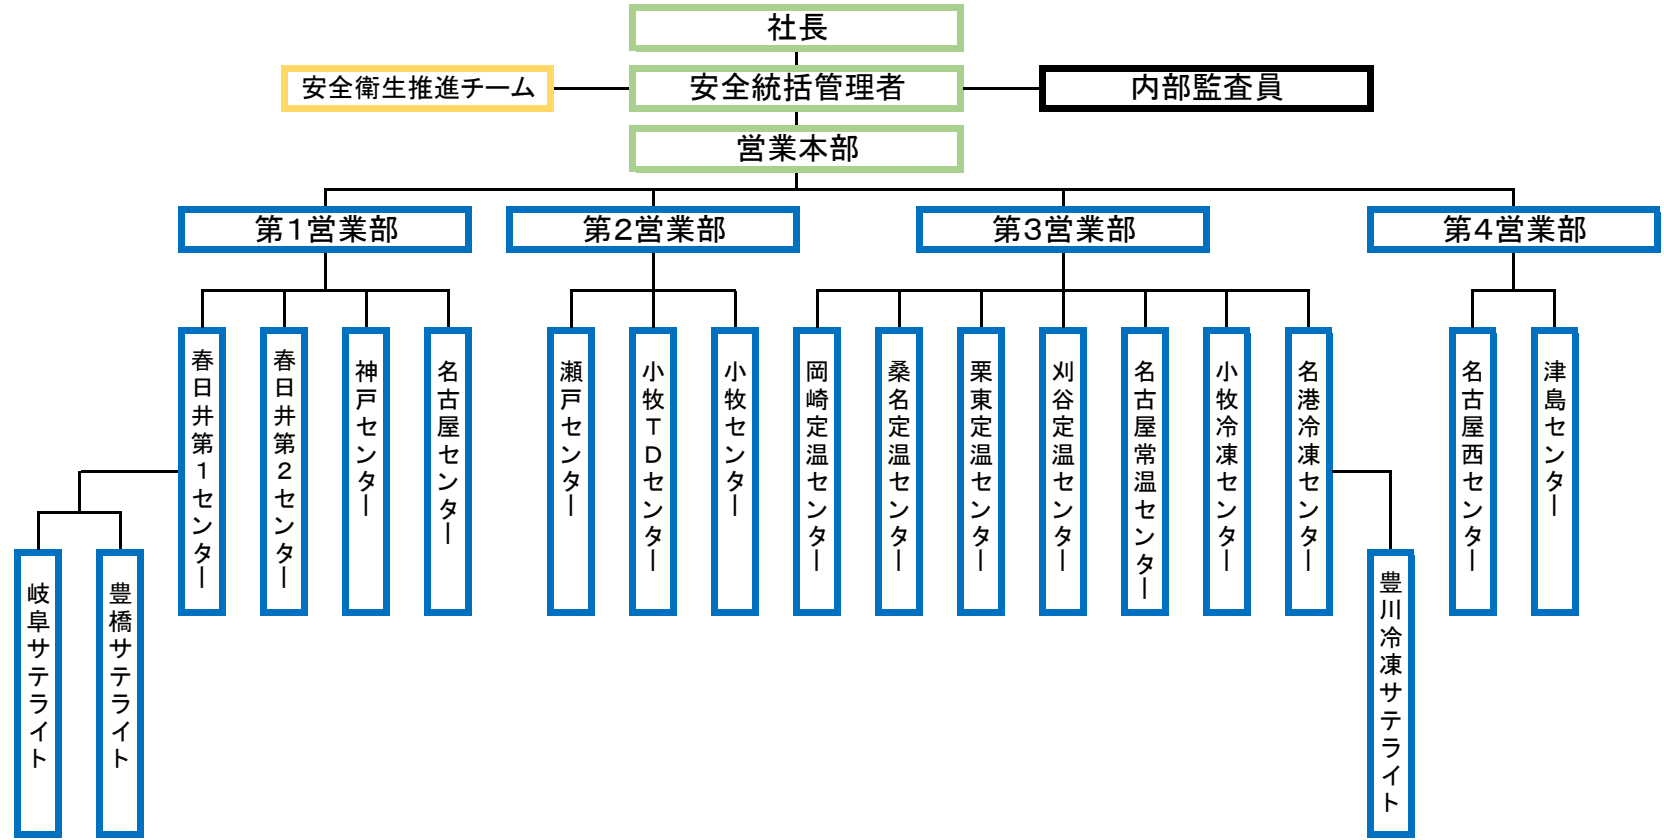 社長
安全衛生推進チーム
安全統括管理者
内部監査員
営業本部
第1営業部
第2営業部
第3営業部
第4営業部
春日井第1センター
春日井第2センター
神戸センター
名古屋センター
瀬戸センター
小牧TDセンター
小牧センター
岡崎定温センター
桑名定温センター
栗東定温センター
刈谷定温センター
名古屋常温センター
小牧冷凍センター
名港冷凍センター
名古屋西センター
津島センター
岐阜サテライト
豊橋サテライト
豊川冷凍サテライト